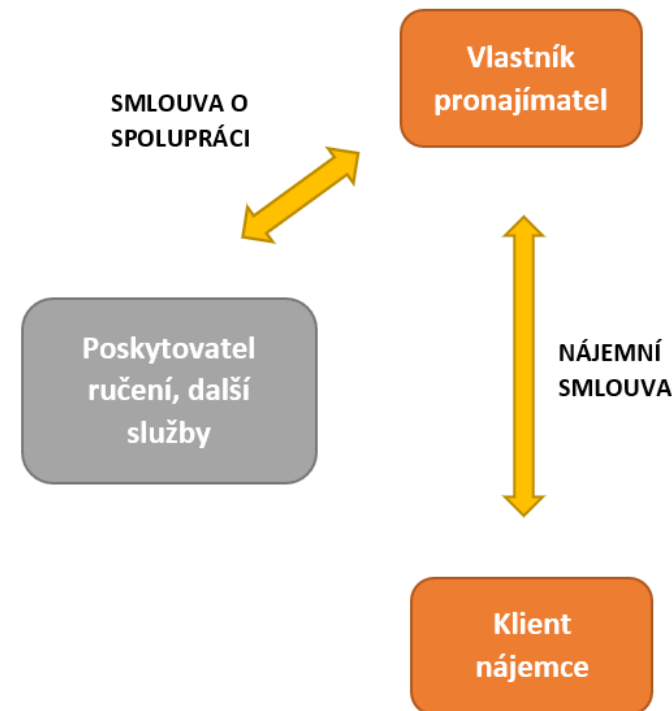 Vlastník
pronajímatel
SMLOUVA O
SPOLUPRÁCI
Poskytovatel
ručení, další
služby
NÁJEMNÍ
SMLOUVA
Klient
nájemce